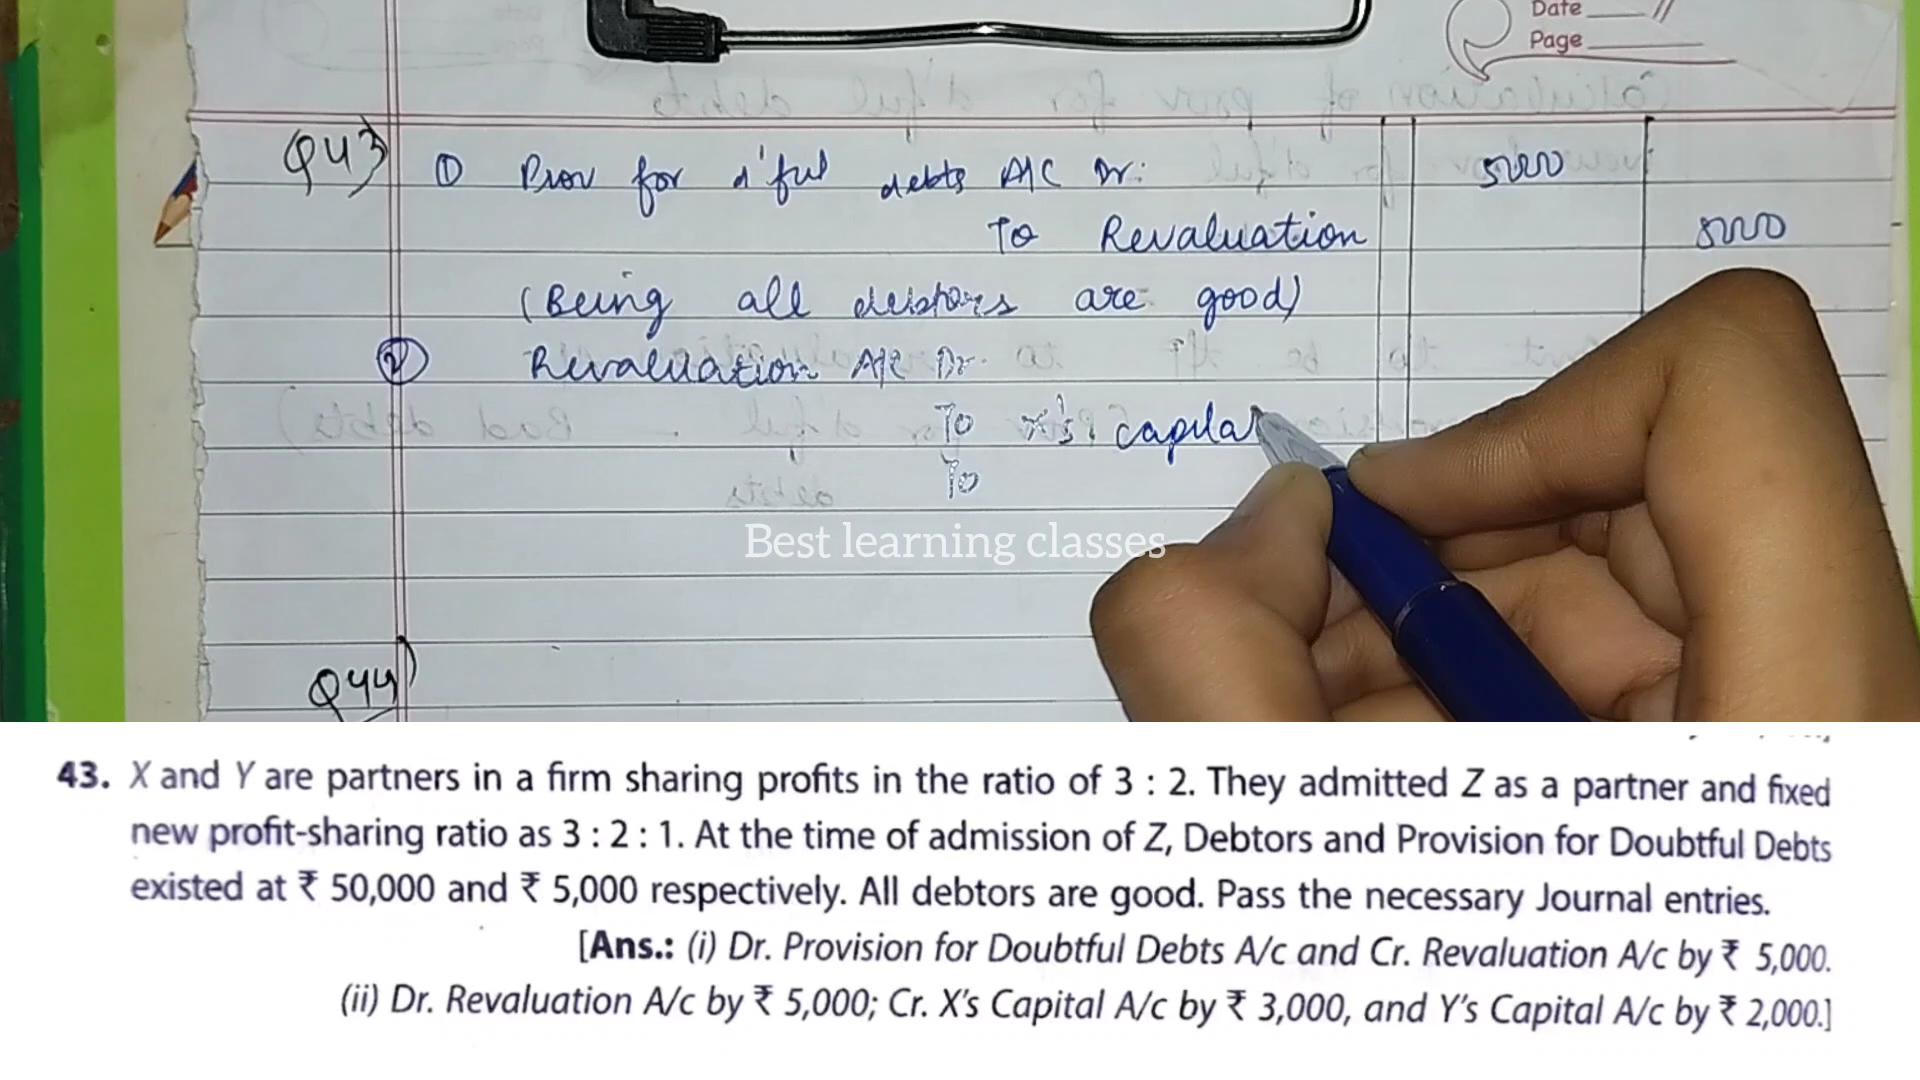 Date
Page
Q43)
① Prov for d'ful debts A/C Dr: 5000
To Revaluation 5000
(Being all debtors are good)
② Revaluation A/C Dr.
To X's Capital
To
Best learning classes
Q44)
43. X and Y are partners in a firm sharing profits in the ratio of 3 : 2. They admitted Z as a partner and fixed
new profit-sharing ratio as 3 : 2 : 1. At the time of admission of Z, Debtors and Provision for Doubtful Debts
existed at ₹ 50,000 and ₹ 5,000 respectively. All debtors are good. Pass the necessary Journal entries.
[Ans.: (i) Dr. Provision for Doubtful Debts A/c and Cr. Revaluation A/c by ₹ 5,000.
(ii) Dr. Revaluation A/c by ₹ 5,000; Cr. X's Capital A/c by ₹ 3,000, and Y's Capital A/c by ₹ 2,000.]